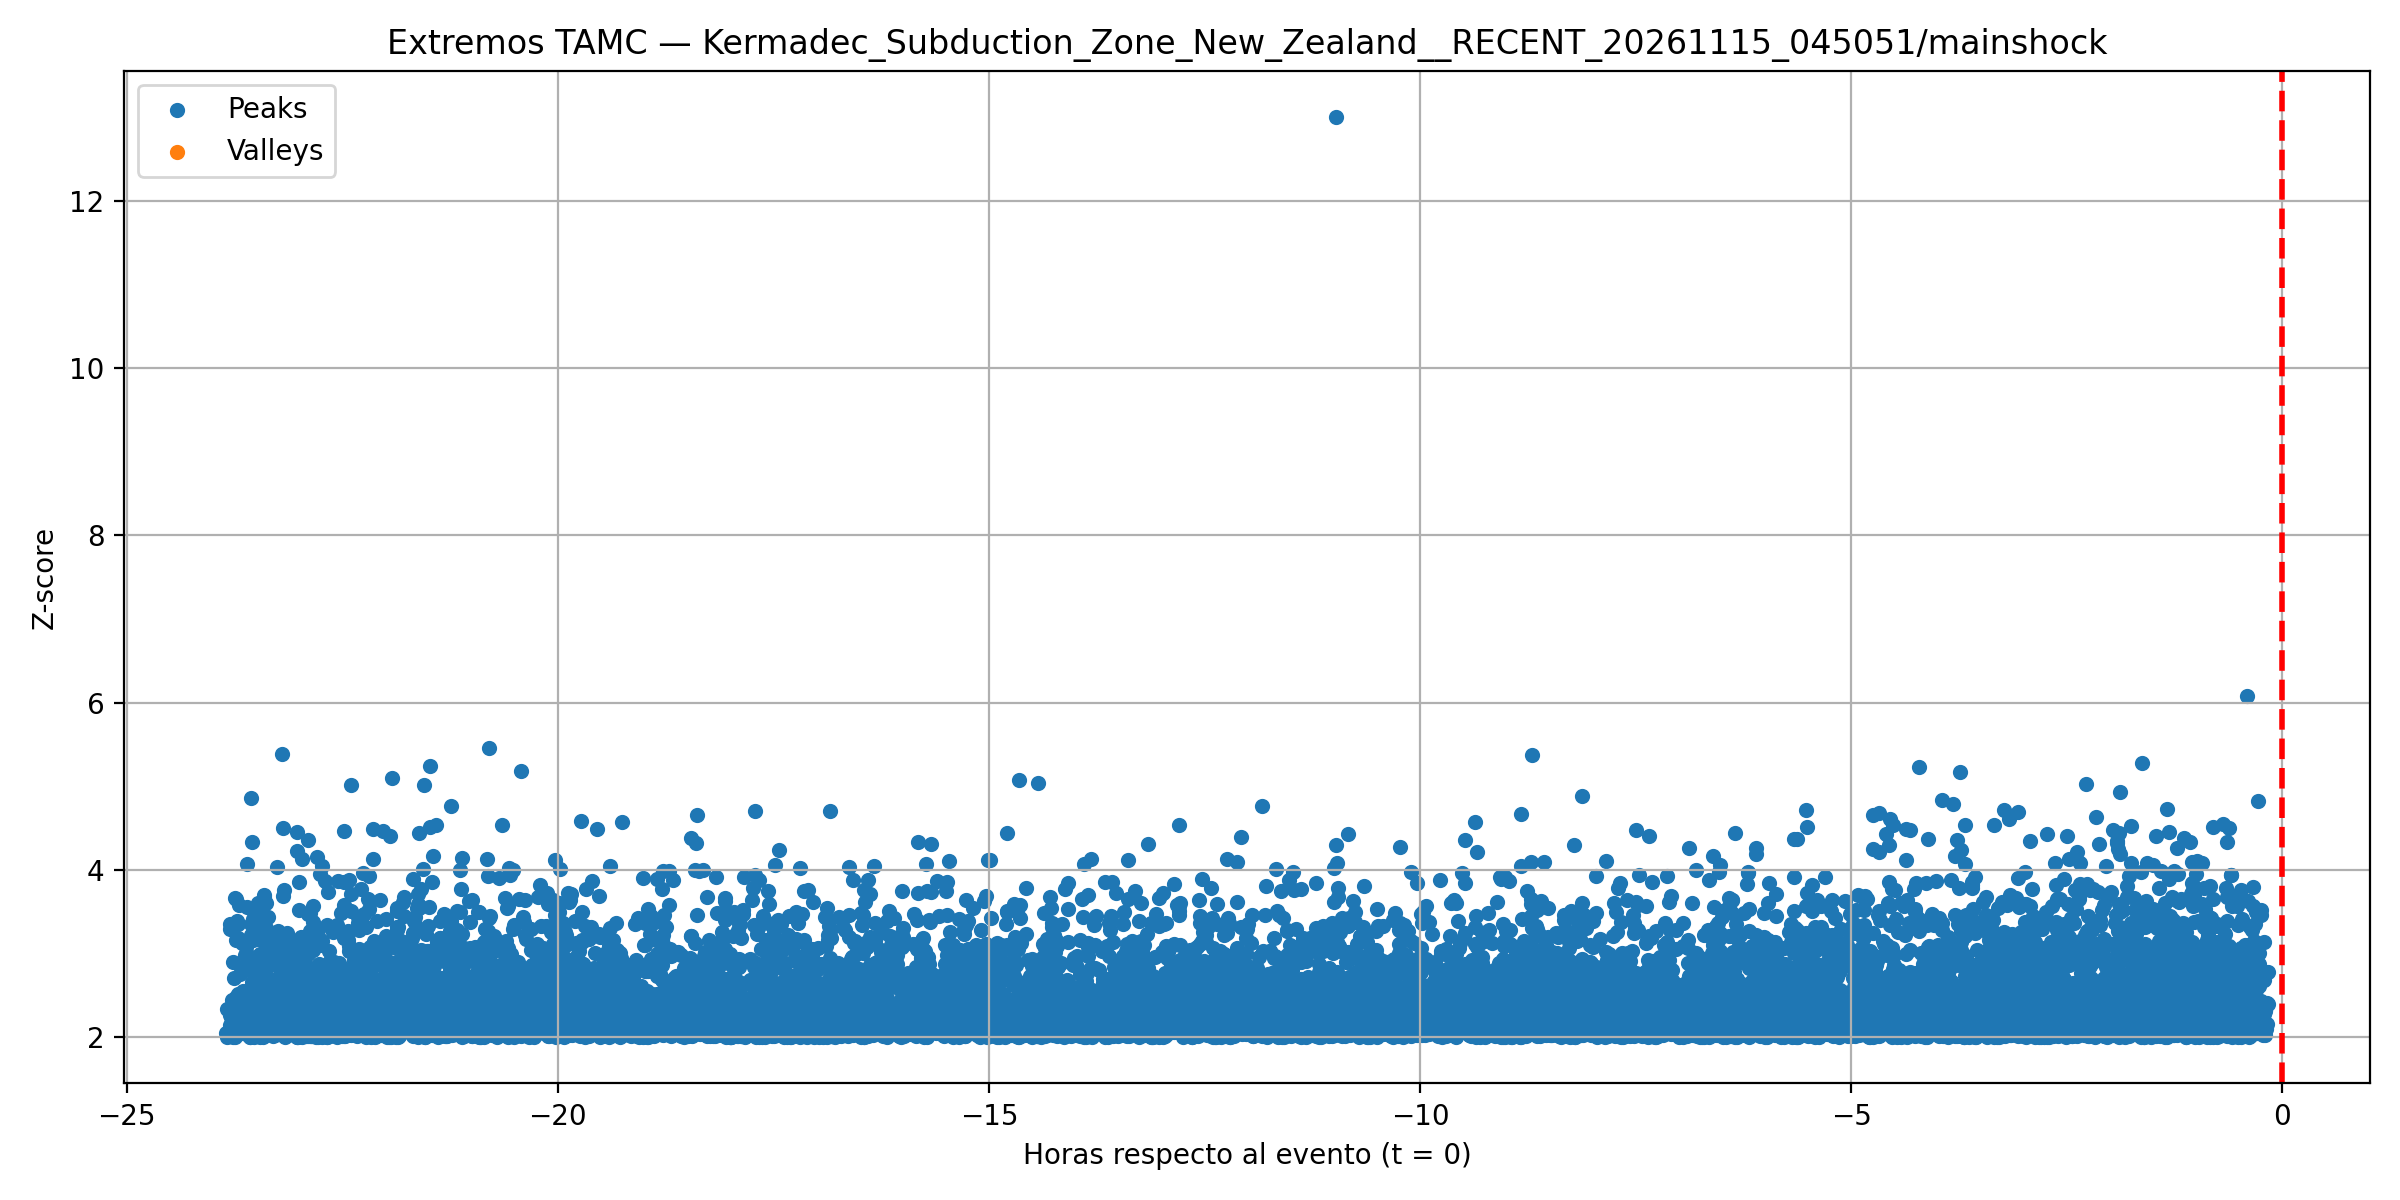 Extremos TAMC — Kermadec_Subduction_Zone_New_Zealand__RECENT_20261115_045051/mainshock
Peaks
Valleys
12
10
8
6
4
2
Z-score
−25
−20
−15
−10
−5
0
Horas respecto al evento (t = 0)